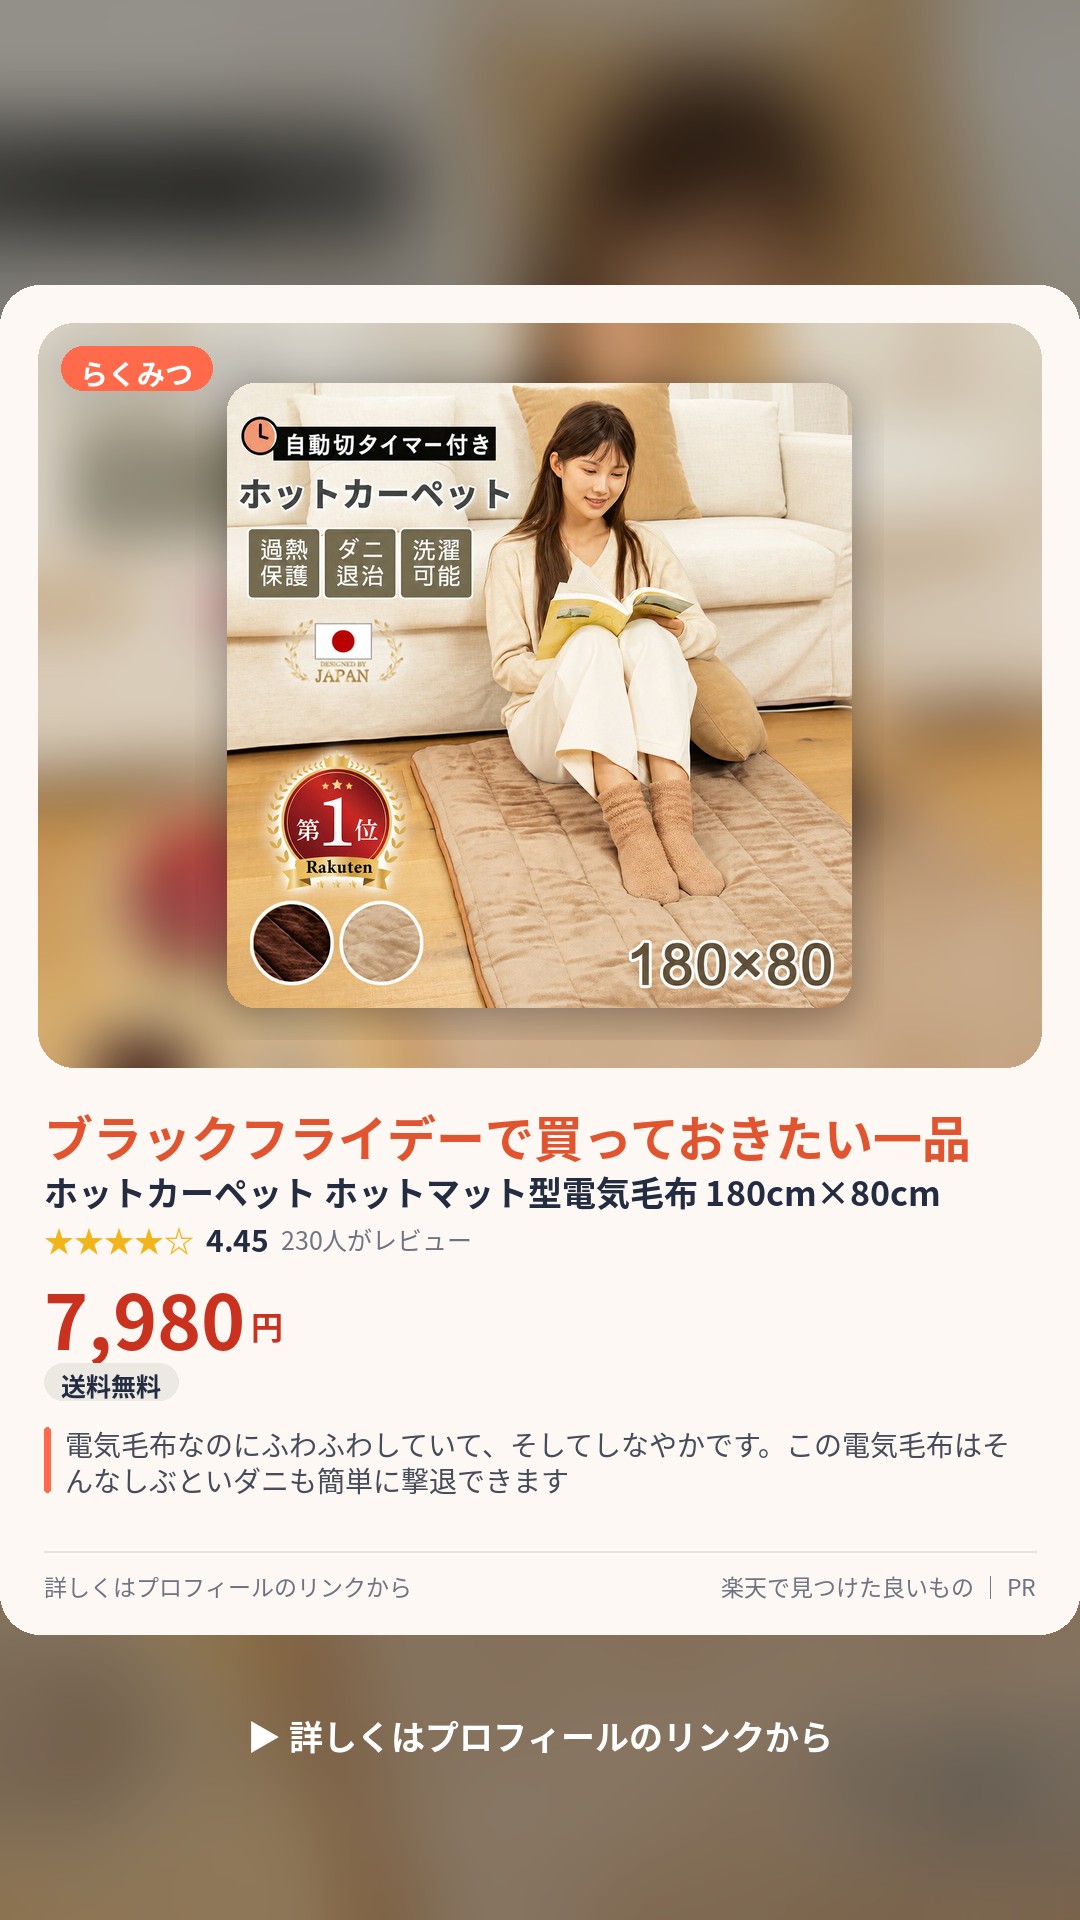 らくみつ
自動切タイマー付き
ホットカーペット
過熱保護
ダニ退治
洗濯可能
DESIGNED BY
JAPAN
第1位
Rakuten
180×80
ブラックフライデーで買っておきたい一品
ホットカーペット ホットマット型電気毛布 180cm×80cm
★★★★☆ 4.45 230人がレビュー
7,980円
送料無料
電気毛布なのにふわふわしていて、そしてしなやかです。この電気毛布はそ
んなしぶといダニも簡単に撃退できます
詳しくはプロフィールのリンクから
楽天で見つけた良いもの｜PR
▶ 詳しくはプロフィールのリンクから